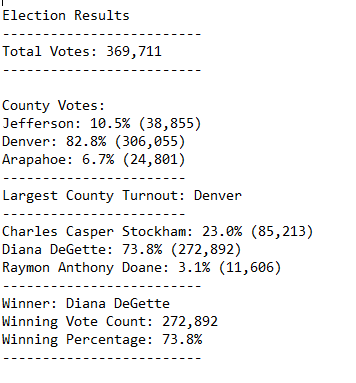 Election Results
-------------------------
Total Votes: 369,711
-------------------------
County Votes:
Jefferson: 10.5% (38,855)
Denver: 82.8% (306,055)
Arapahoe: 6.7% (24,801)
-----------------------
Largest County Turnout: Denver
-----------------------
Charles Casper Stockham: 23.0% (85,213)
Diana DeGette: 73.8% (272,892)
Raymon Anthony Doane: 3.1% (11,606)
-------------------------
Winner: Diana DeGette
Winning Vote Count: 272,892
Winning Percentage: 73.8%
-------------------------